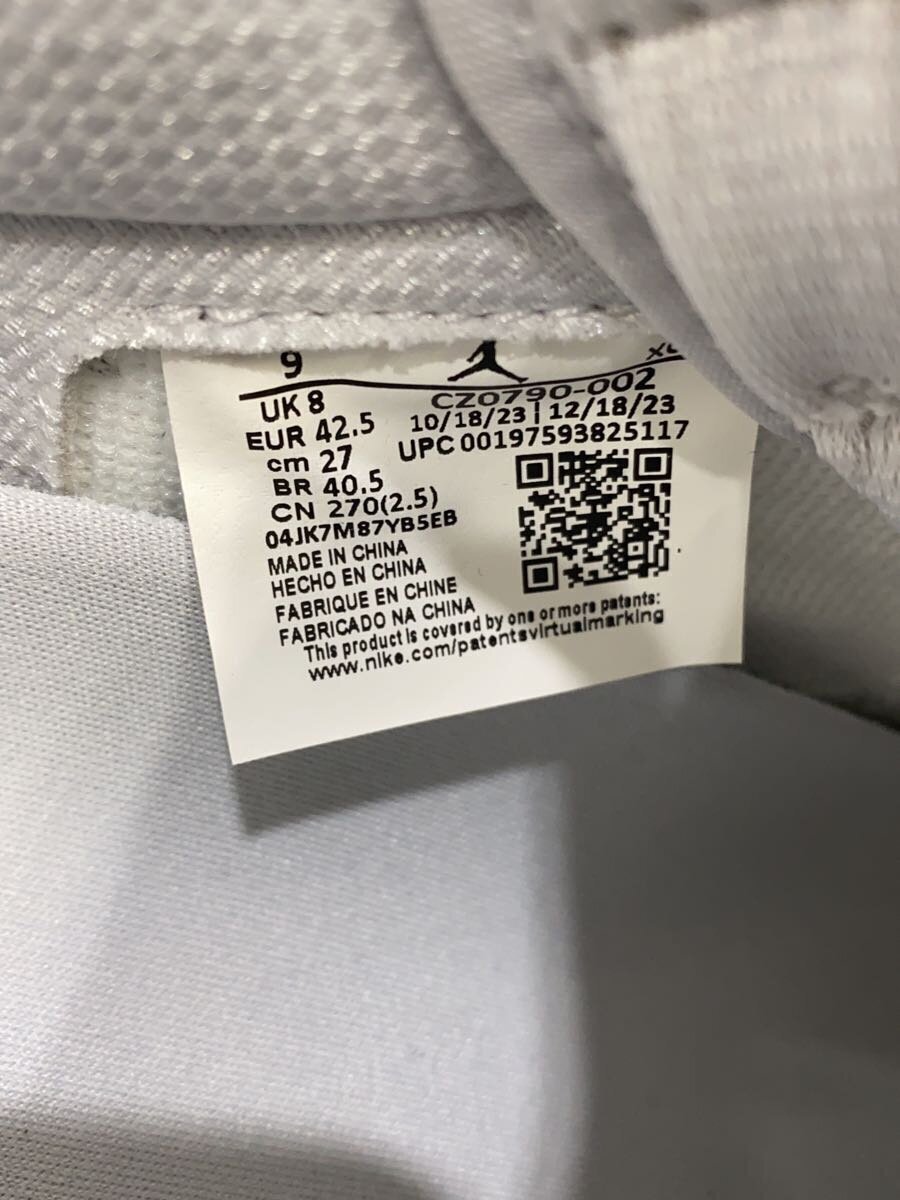 9
UK 8
EUR 42.5
cm 27
BR 40.5
CN 270(2.5)
04JK7M87YB5EB
CZ0790-002
10/18/23 | 12/18/23
UPC 00197593825117
MADE IN CHINA
HECHO EN CHINA
FABRIQUE EN CHINE
FABRICADO NA CHINA
This product is covered by one or more patents:
www.nike.com/patentsvirtualmarking